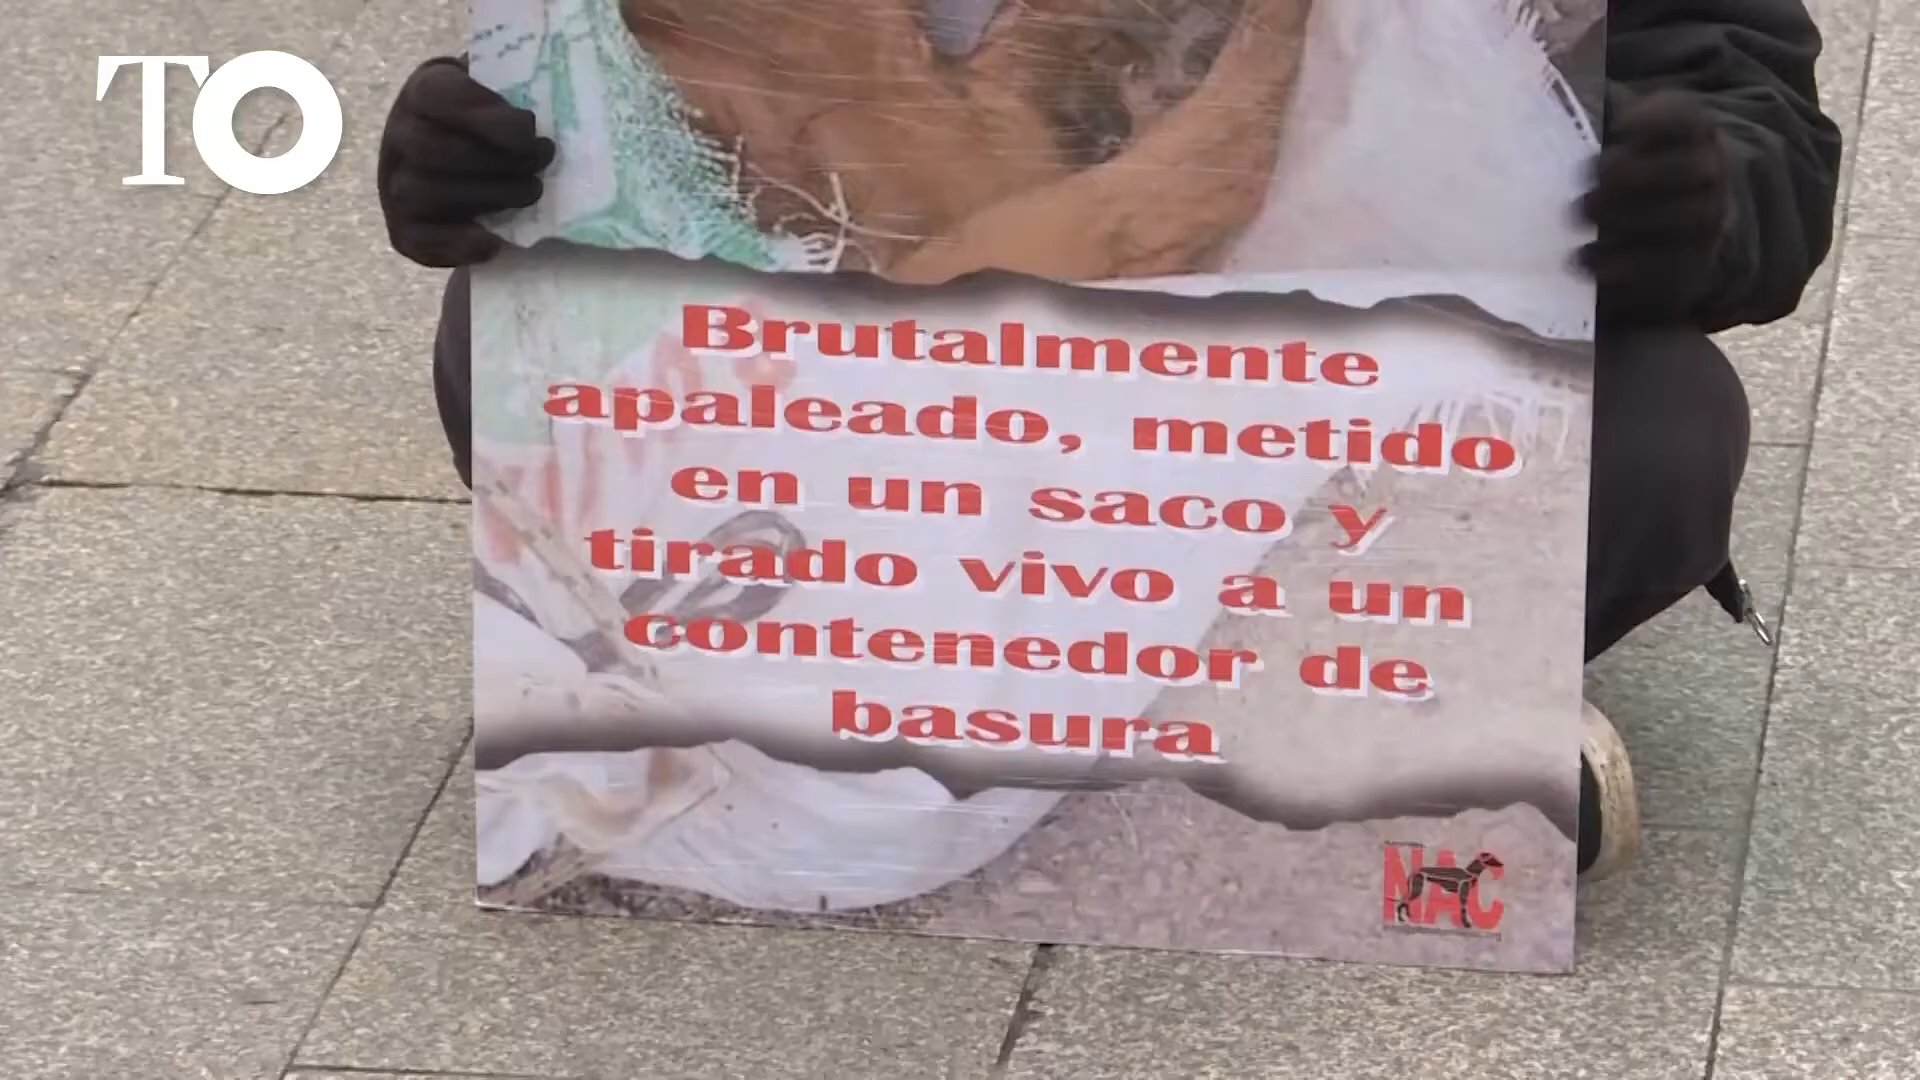 TO
Brutalmente
apaleado, metido
en un saco y
tirado vivo a un
contenedor de
basura
NAC